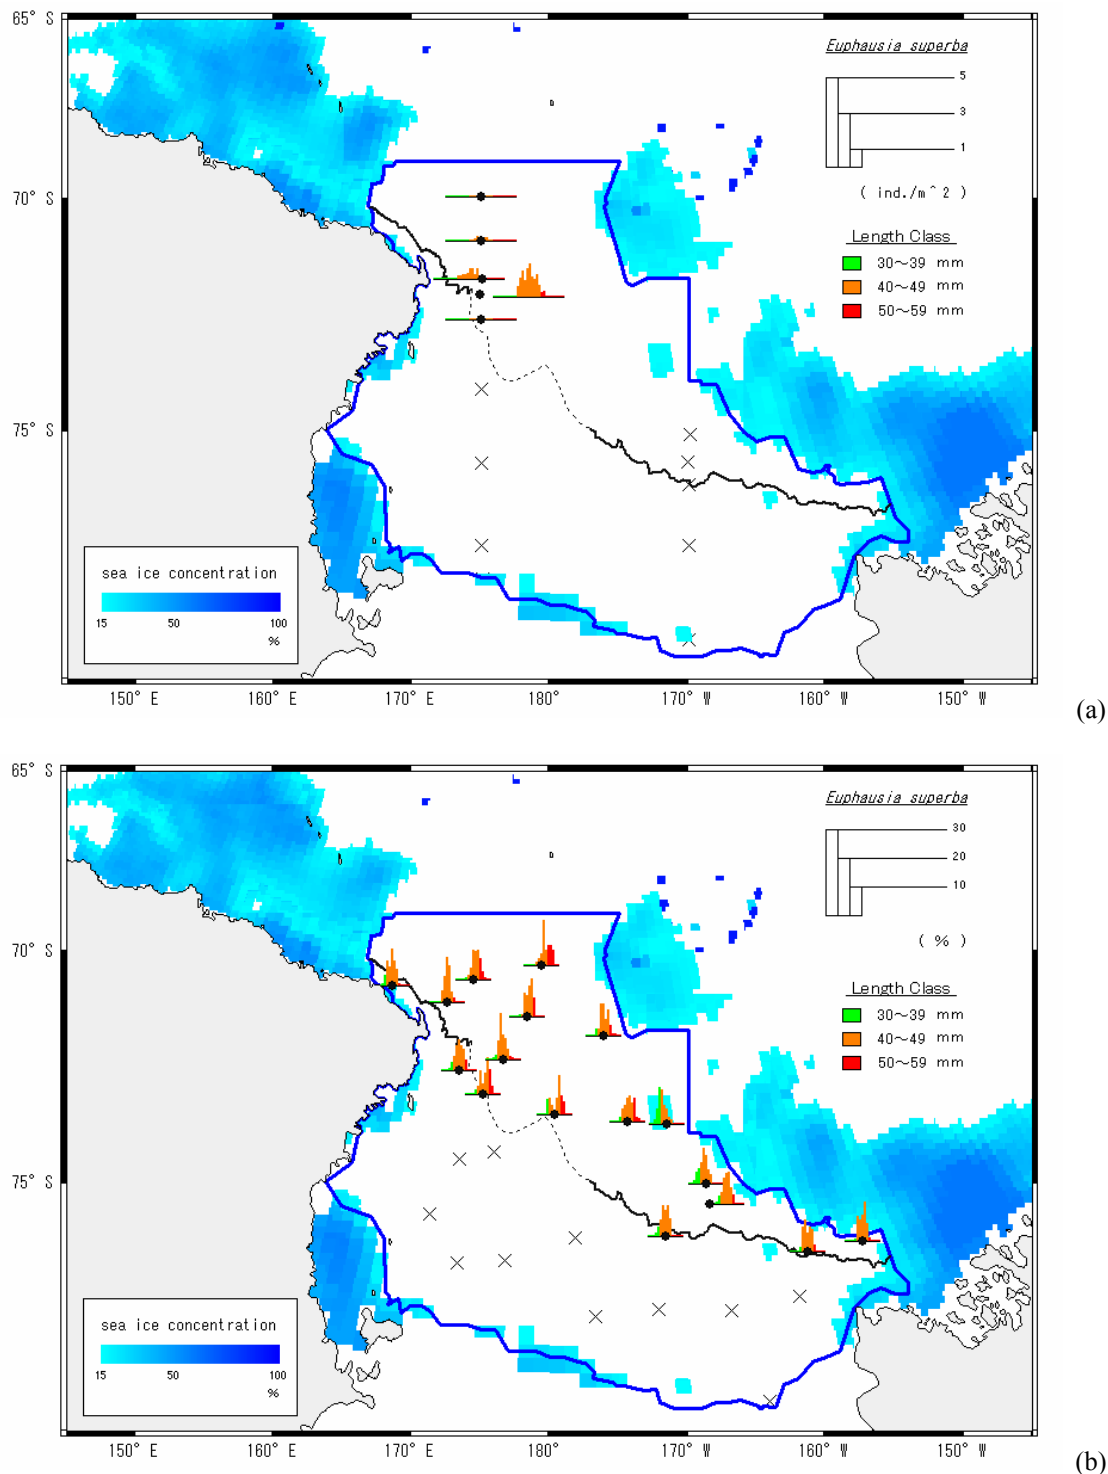 65° S
Euphausia superba
5
3
1
( ind./m^2 )
70° S
Length Class
30～39 mm
40～49 mm
50～59 mm
75° S
sea ice concentration
15 50 100
%
150° E 160° E 170° E 180° 170° W 160° W 150° W
(a)
65° S
Euphausia superba
30
20
10
( % )
70° S
Length Class
30～39 mm
40～49 mm
50～59 mm
75° S
sea ice concentration
15 50 100
%
150° E 160° E 170° E 180° 170° W 160° W 150° W
(b)